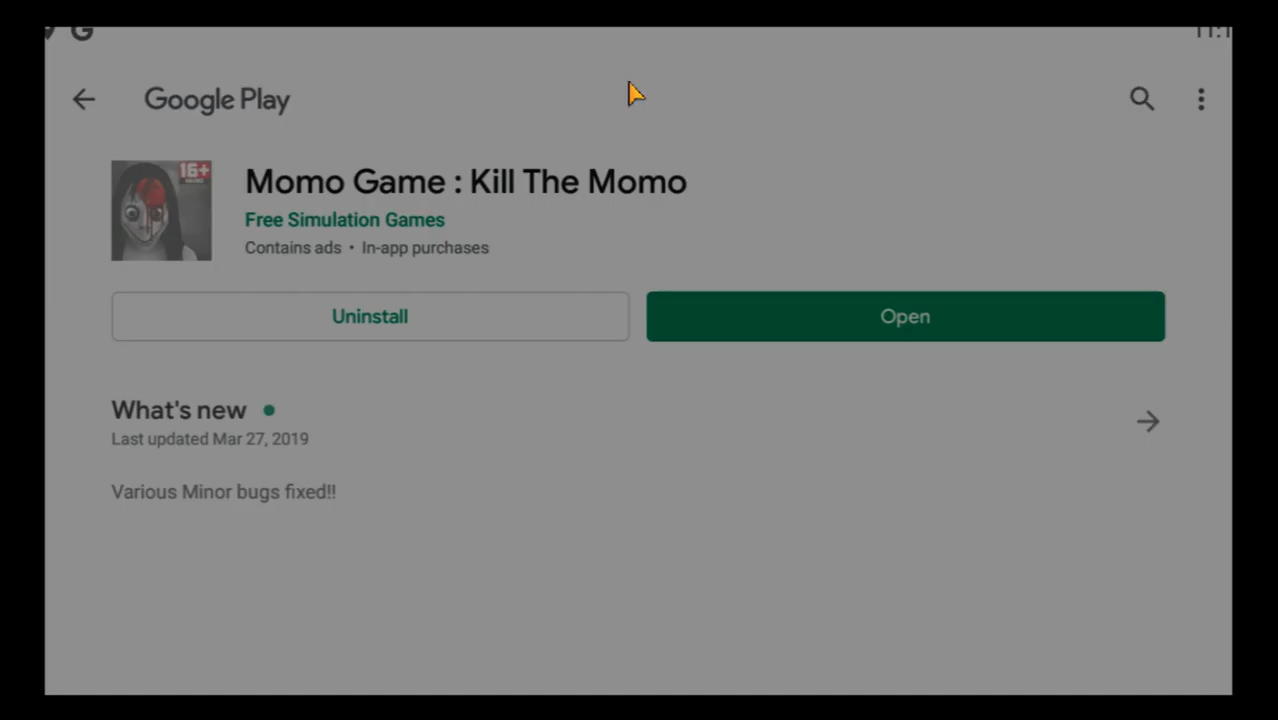 G
Google Play
16+
Momo Game : Kill The Momo
Free Simulation Games
Contains ads • In-app purchases
Uninstall
Open
What's new
Last updated Mar 27, 2019
Various Minor bugs fixed!!